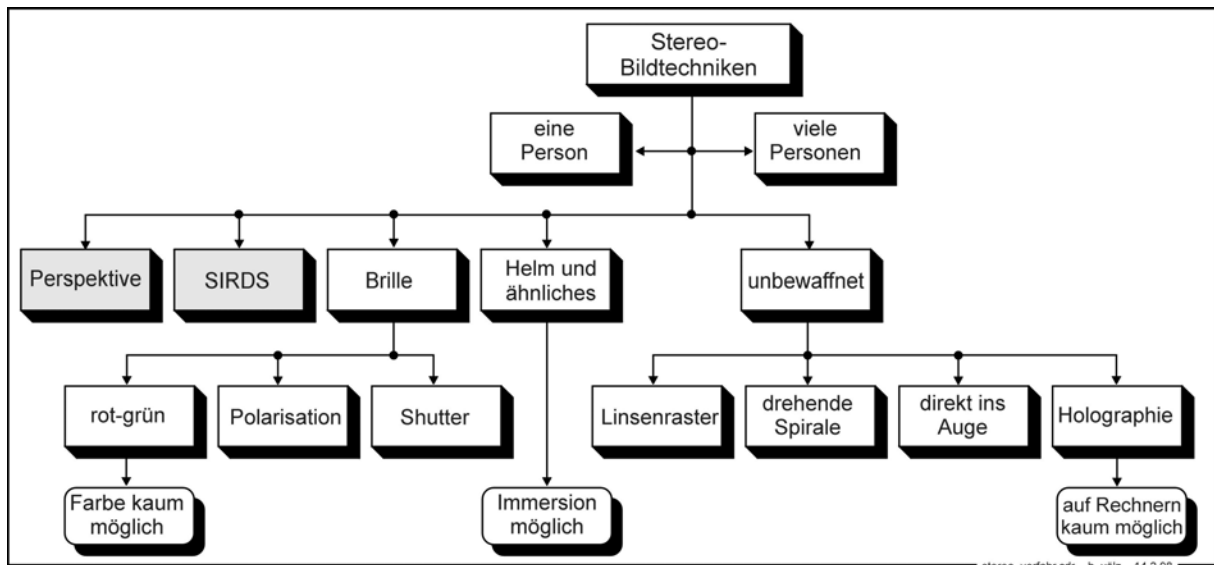 Stereo-
Bildtechniken
eine
Person
viele
Personen
Perspektive
SIRDS
Brille
Helm und
ähnliches
unbewaffnet
rot-grün
Polarisation
Shutter
Linsenraster
drehende
Spirale
direkt ins
Auge
Holographie
Farbe kaum
möglich
Immersion
möglich
auf Rechnern
kaum möglich